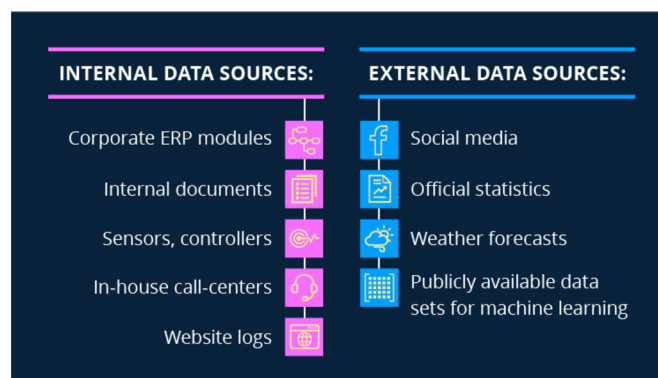 INTERNAL DATA SOURCES:
Corporate ERP modules
Internal documents
Sensors, controllers
In-house call-centers
Website logs
EXTERNAL DATA SOURCES:
Social media
Official statistics
Weather forecasts
Publicly available data
sets for machine learning